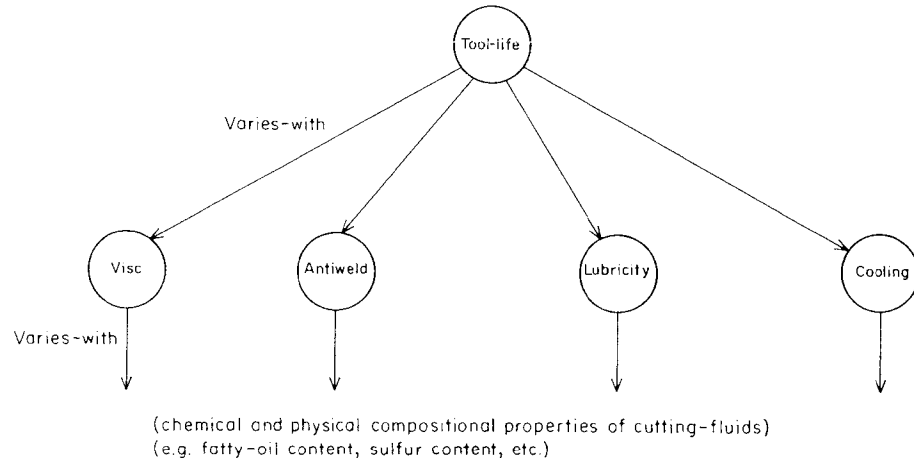 Tool-life
Varies-with
Visc
Antiweld
Lubricity
Cooling
Varies-with
(chemical and physical compositional properties of cutting-fluids)
(e.g. fatty-oil content, sulfur content, etc.)